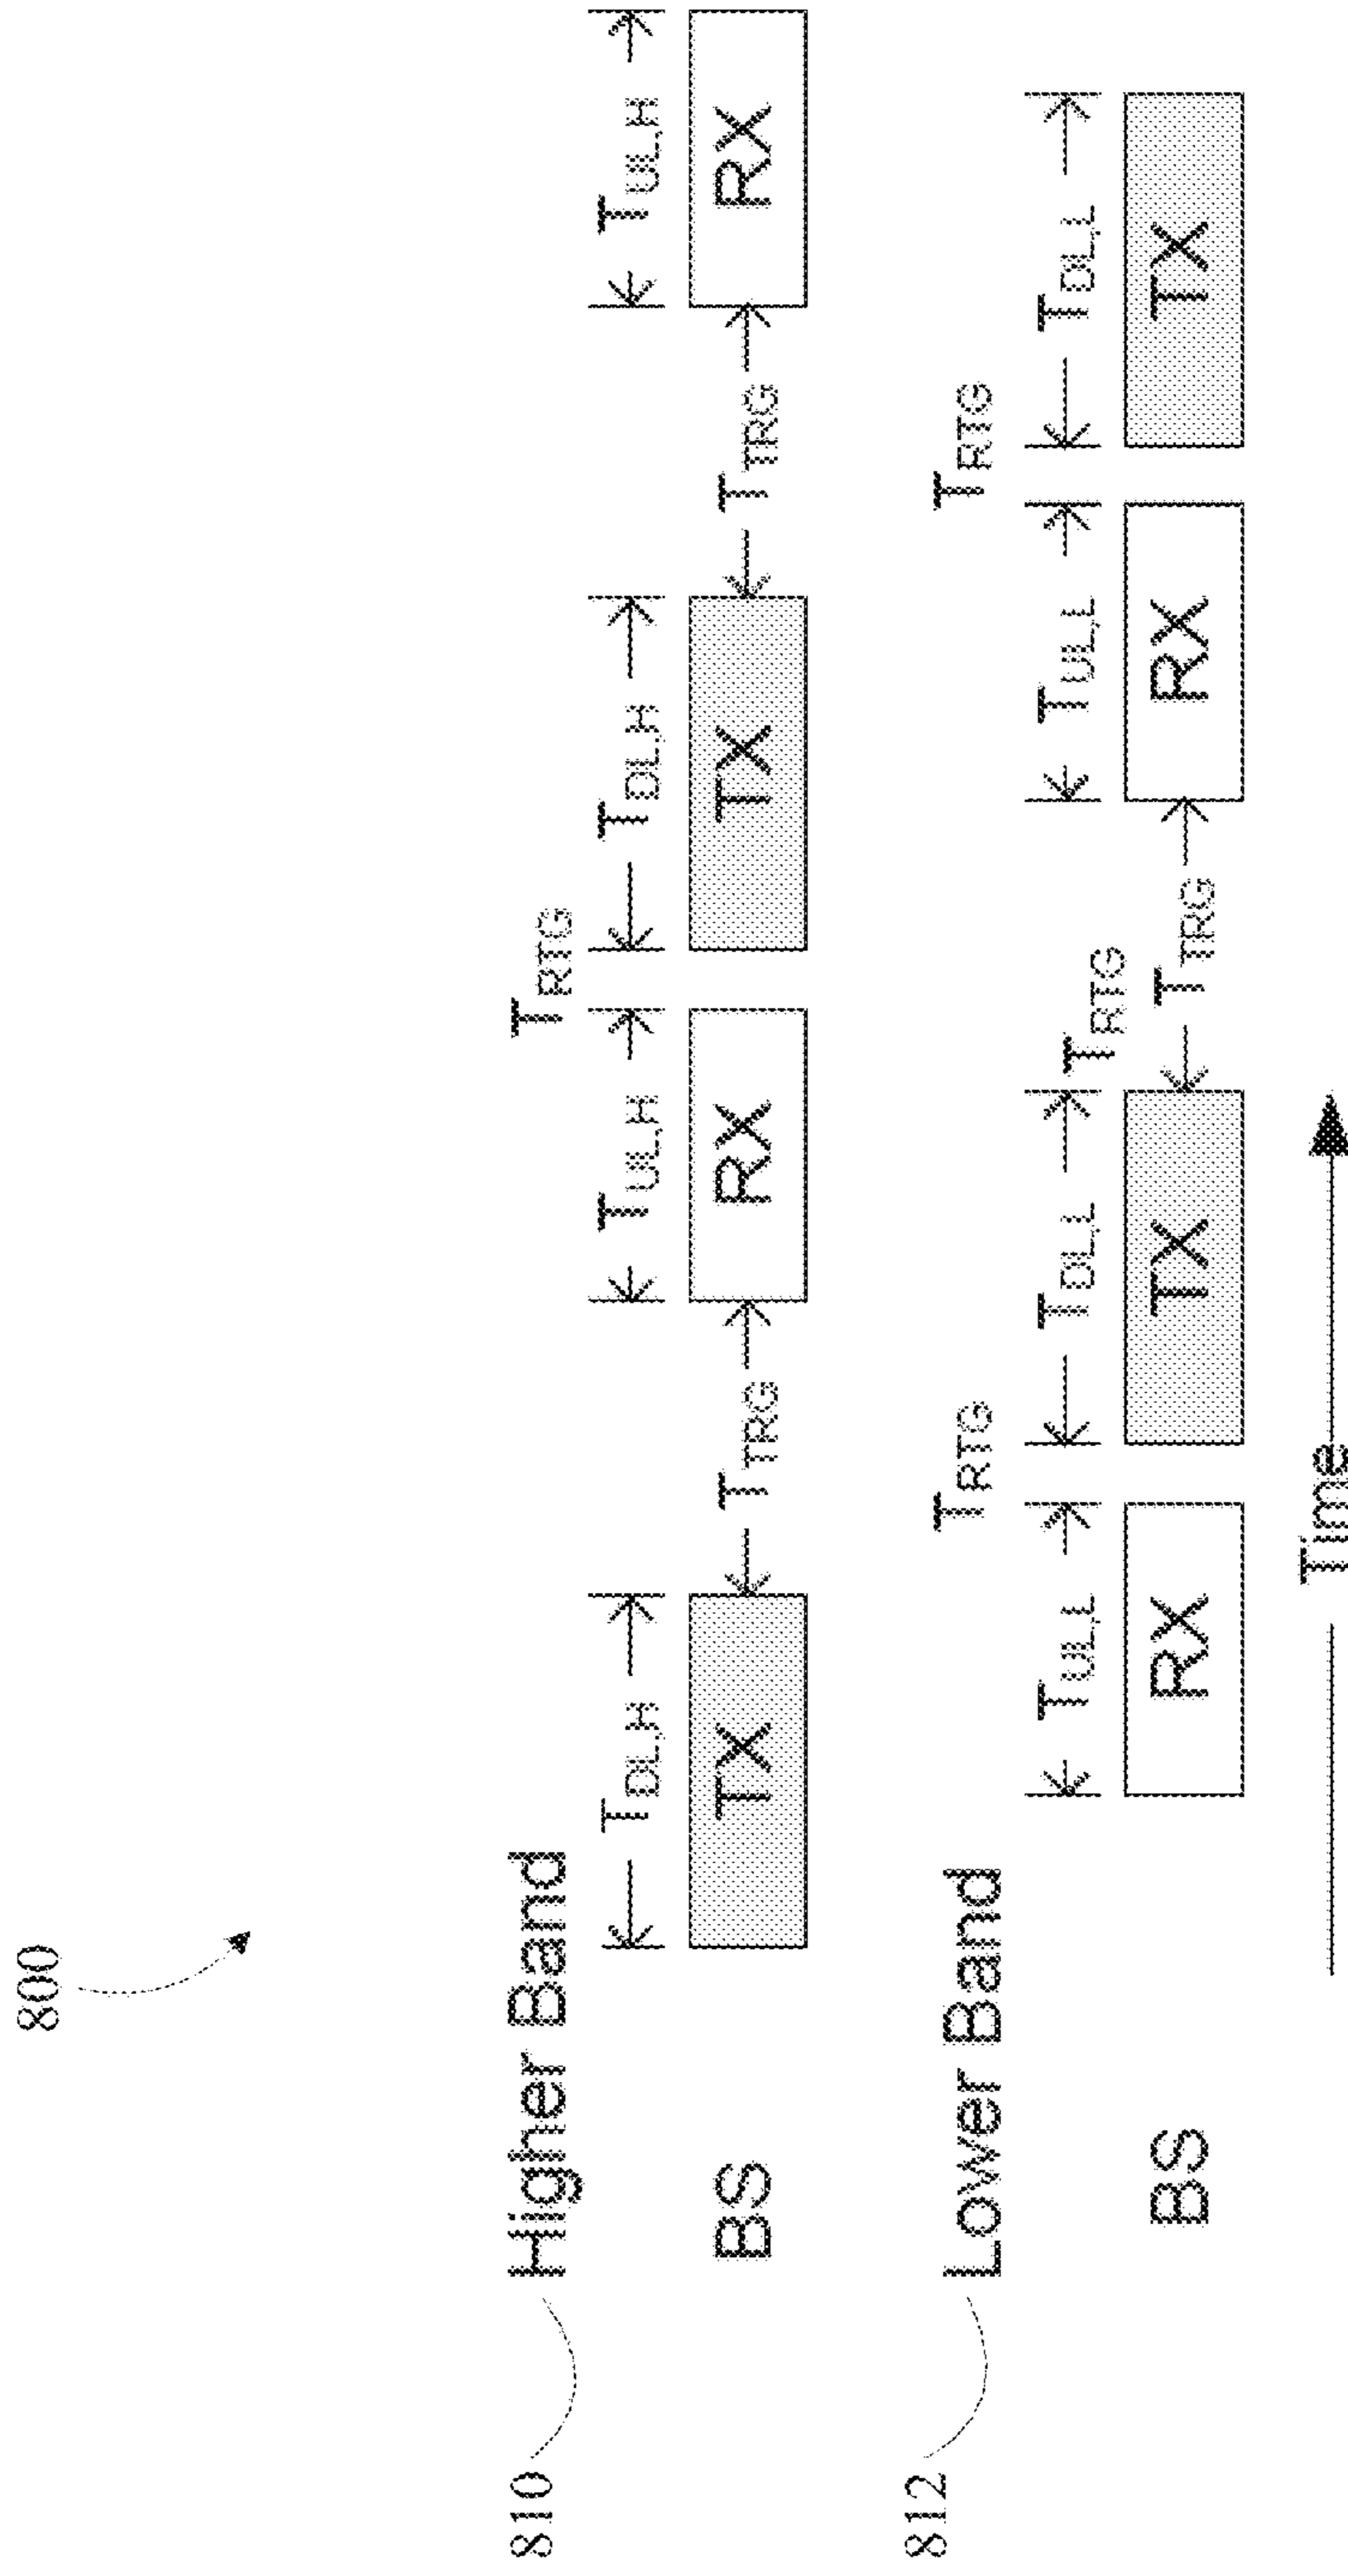 800
810
Higher Band
T_DL,H T_UL,H T_RTG T_DL,H T_UL,H
BS TX T_TRG RX TX T_TRG RX
812
Lower Band
T_RTG T_RTG
T_UL,L T_DL,L T_RTG T_UL,L T_DL,L
BS RX TX T_TRG RX TX
Time